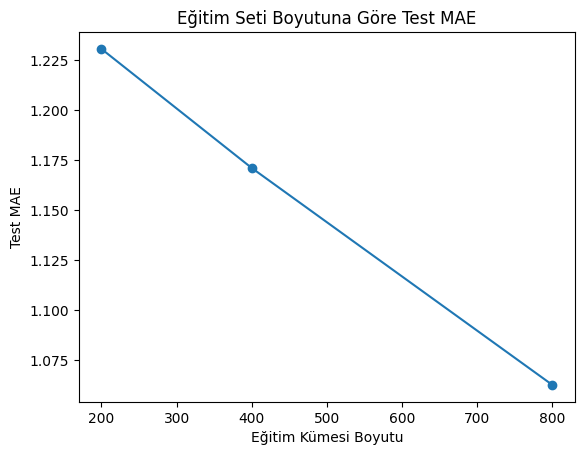 Eğitim Seti Boyutuna Göre Test MAE
1.225
1.200
1.175
1.150
1.125
1.100
1.075
Test MAE
200 300 400 500 600 700 800
Eğitim Kümesi Boyutu